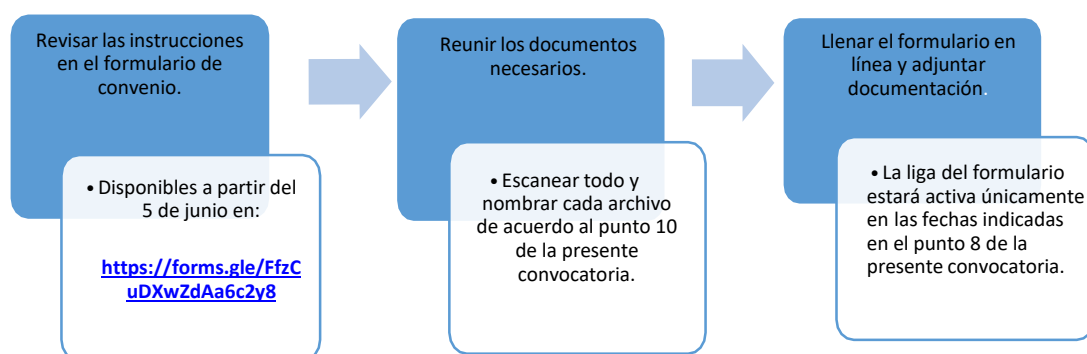 Revisar las instrucciones
en el formulario de
convenio.
• Disponibles a partir del
5 de junio en:
https://forms.gle/FfzC
uDXwZdAa6c2y8
Reunir los documentos
necesarios.
• Escanear todo y
nombrar cada archivo
de acuerdo al punto 10
de la presente
convocatoria.
Llenar el formulario en
línea y adjuntar
documentación.
• La liga del formulario
estará activa únicamente
en las fechas indicadas
en el punto 8 de la
presente convocatoria.